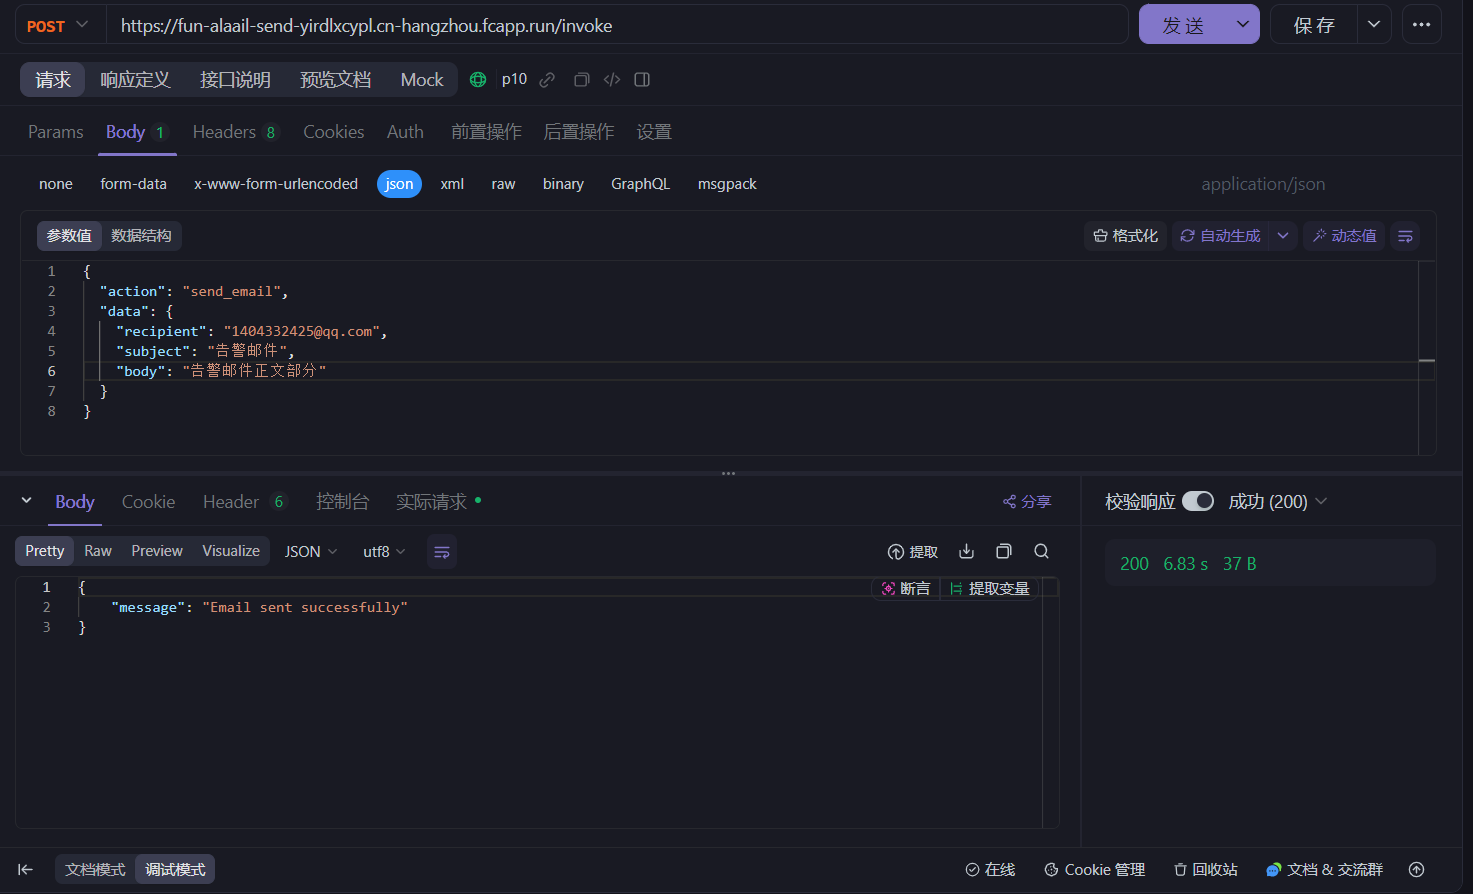 POST https://fun-alaail-send-yirdlxcypl.cn-hangzhou.fcapp.run/invoke 发送 保存
请求 响应定义 接口说明 预览文档 Mock p10
Params Body 1 Headers 8 Cookies Auth 前置操作 后置操作 设置
none form-data x-www-form-urlencoded json xml raw binary GraphQL msgpack application/json
参数值 数据结构 格式化 自动生成 动态值
1 {
2 "action": "send_email",
3 "data": {
4 "recipient": "1404332425@qq.com",
5 "subject": "告警邮件",
6 "body": "告警邮件正文部分"
7 }
8 }
Body Cookie Header 6 控制台 实际请求 分享 校验响应 成功 (200)
Pretty Raw Preview Visualize JSON utf8 提取
200 6.83 s 37 B
1 { 断言 提取变量
2 "message": "Email sent successfully"
3 }
文档模式 调试模式 在线 Cookie 管理 回收站 文档 & 交流群